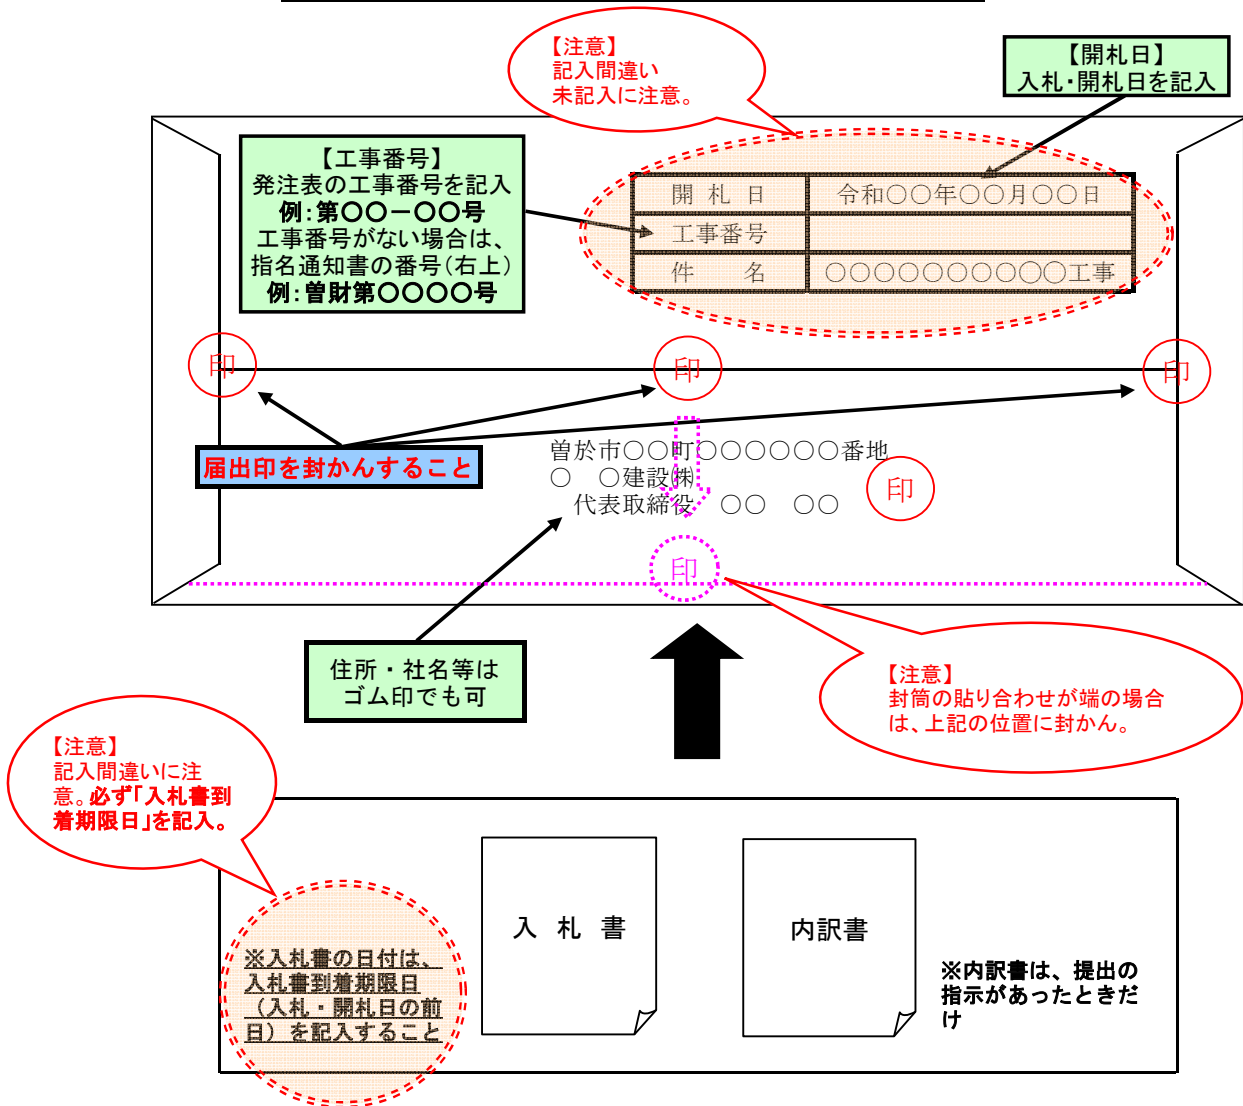 【注意】
記入間違い
未記入に注意。
【開札日】
入札・開札日を記入
【工事番号】
発注表の工事番号を記入
例：第〇〇－〇〇号
工事番号がない場合は、
指名通知書の番号（右上）
例：曽財第〇〇〇〇号
開 札 日　令和〇〇年〇〇月〇〇日
工事番号
件　　名　〇〇〇〇〇〇〇〇〇〇工事
印
印
印
届出印を封かんすること
曽於市〇〇町〇〇〇〇〇〇番地
〇　〇建設㈱
代表取締役　〇〇　〇〇
印
印
住所・社名等は
ゴム印でも可
【注意】
封筒の貼り合わせが端の場合
は、上記の位置に封かん。
【注意】
記入間違いに注
意。必ず「入札書到
着期限日」を記入。
※入札書の日付は、
入札書到着期限日
（入札・開札日の前
日）を記入すること
入 札 書
内訳書
※内訳書は、提出の
指示があったときだ
け